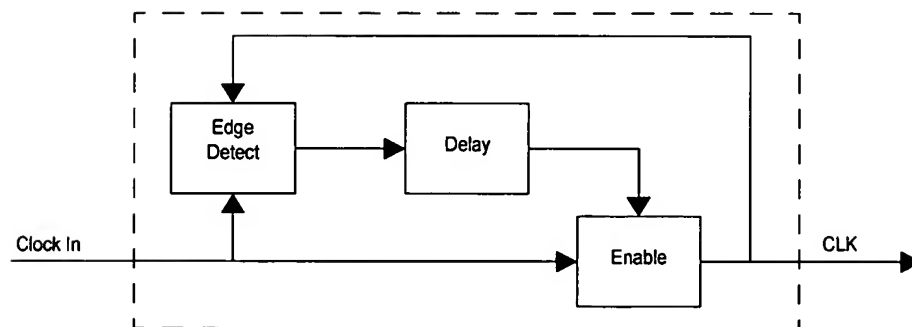 Edge
Detect
Delay
Clock In
Enable
CLK